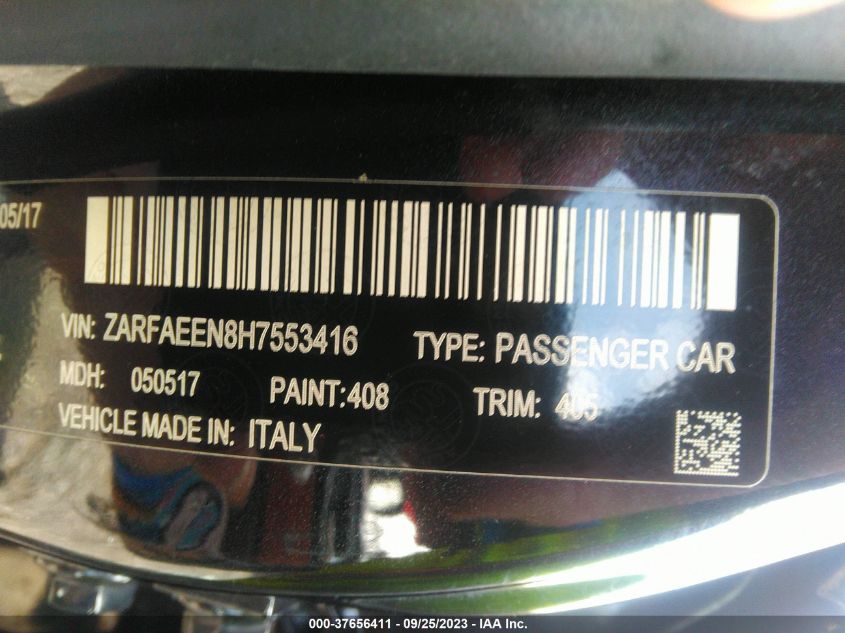 05/17
VIN: ZARFAEEN8H7553416 TYPE: PASSENGER CAR
MDH: 050517 PAINT:408 TRIM: 405
VEHICLE MADE IN: ITALY
000-37656411 - 09/25/2023 - IAA Inc.